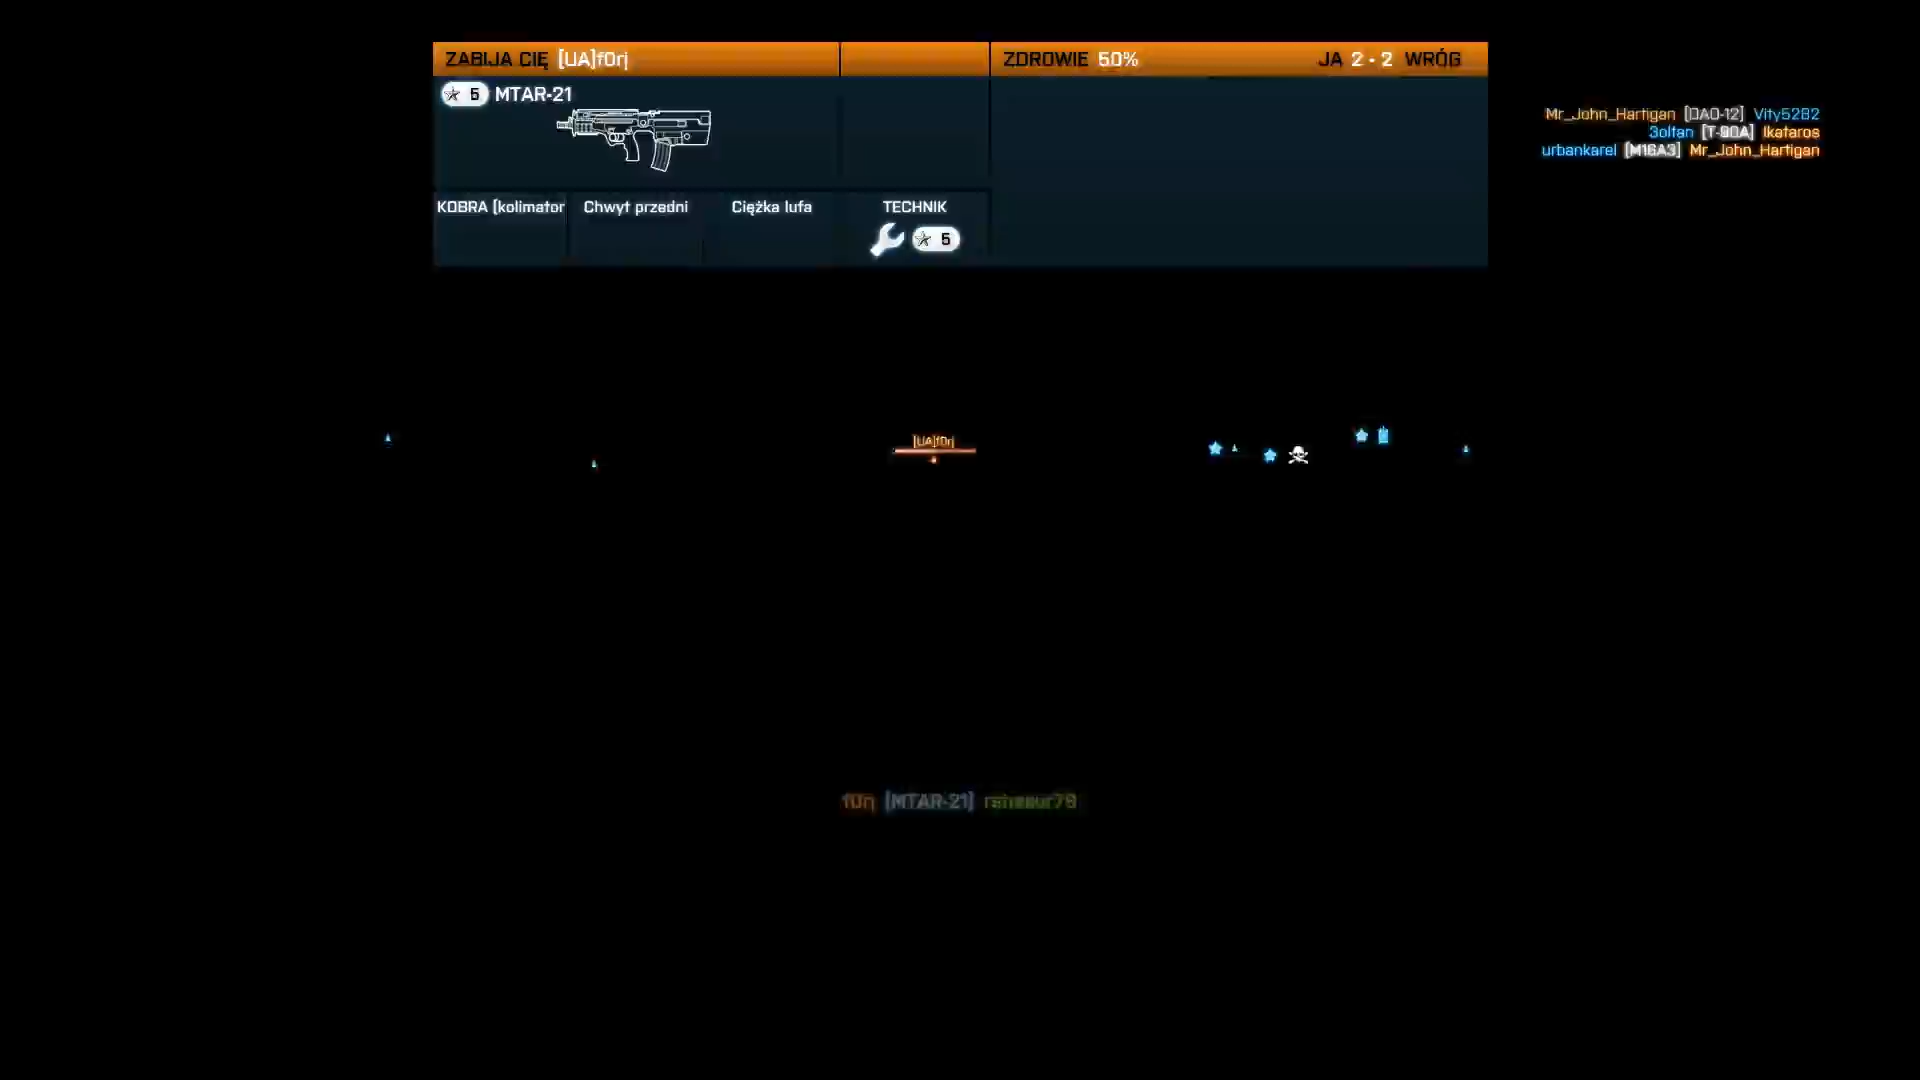 ZABIJA CIĘ [UA]f0rj ZDROWIE 50% JA 2 - 2 WRÓG
5 MTAR-21
Mr_John_Hartigan [DAO-12] Vity5282
3oltan [T-90A] Ikataros
urbankarel [M16A3] Mr_John_Hartigan
KOBRA (kolimator Chwyt przedni Ciężka lufa TECHNIK
5
[UA]f0rj
f0rj [MTAR-21]